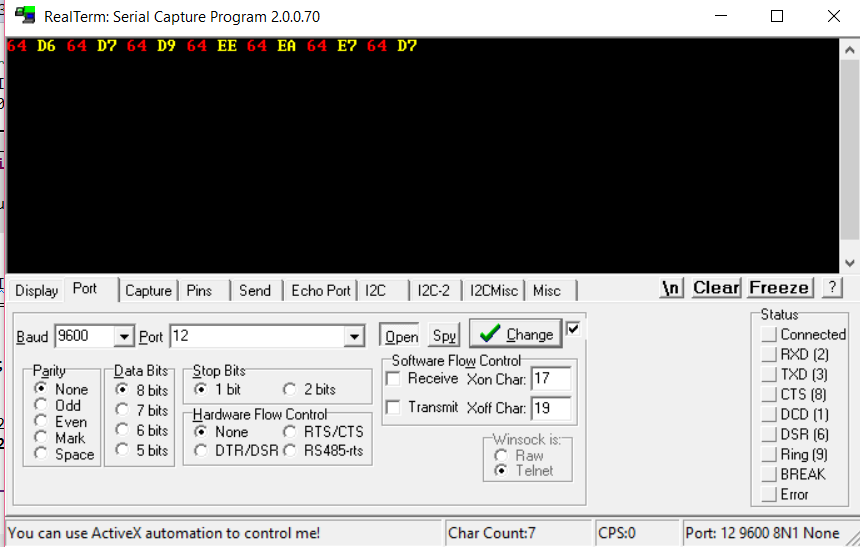 RealTerm: Serial Capture Program 2.0.0.70
64 D6 64 D7 64 D9 64 EE 64 EA 64 E7 64 D7
Display Port Capture Pins Send Echo Port I2C I2C-2 I2CMisc Misc \n Clear Freeze ?
Baud 9600 Port 12 Open Spy Change
Parity
None
Odd
Even
Mark
Space
Data Bits
8 bits
7 bits
6 bits
5 bits
Stop Bits
1 bit 2 bits
Hardware Flow Control
None RTS/CTS
DTR/DSR RS485-rts
Software Flow Control
Receive Xon Char: 17
Transmit Xoff Char: 19
Winsock is:
Raw
Telnet
Status
Connected
RXD (2)
TXD (3)
CTS (8)
DCD (1)
DSR (6)
Ring (9)
BREAK
Error
You can use ActiveX automation to control me! Char Count:7 CPS:0 Port: 12 9600 8N1 None